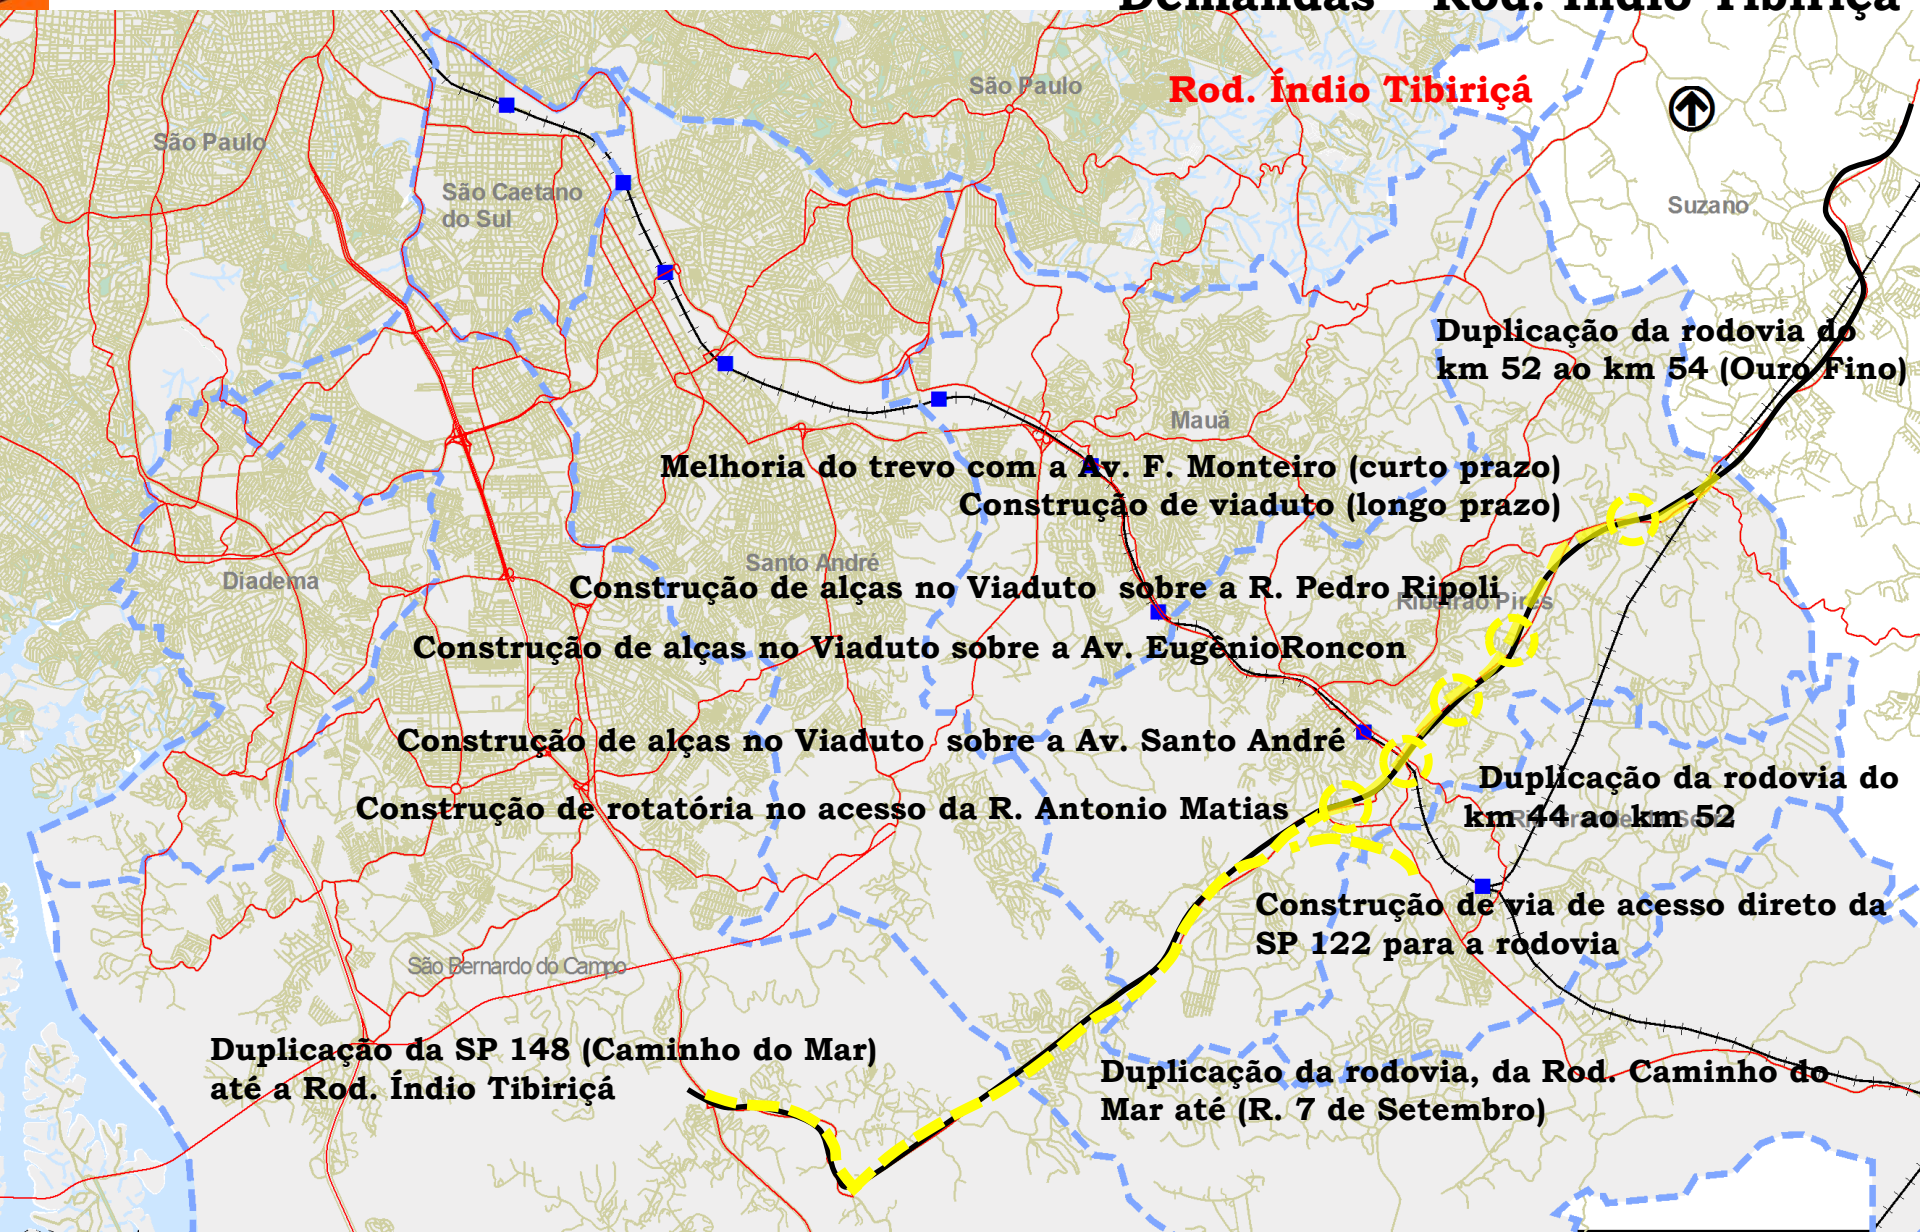 Demandas Rod. Índio Tibiriçá
São Paulo
Rod. Índio Tibiriçá
São Paulo
São Caetano
do Sul
Suzano
Duplicação da rodovia do
km 52 ao km 54 (Ouro Fino)
Mauá
Melhoria do trevo com a Av. F. Monteiro (curto prazo)
Construção de viaduto (longo prazo)
Santo André
Diadema
Construção de alças no Viaduto  sobre a R. Pedro Ripoli
Ribeirão Pires
Construção de alças no Viaduto sobre a Av. EugênioRoncon
Construção de alças no Viaduto  sobre a Av. Santo André
Duplicação da rodovia do
km 44 ao km 52
Rio Grande da Serra
Construção de rotatória no acesso da R. Antonio Matias
Construção de via de acesso direto da
SP 122 para a rodovia
São Bernardo do Campo
Duplicação da SP 148 (Caminho do Mar)
até a Rod. Índio Tibiriçá
Duplicação da rodovia, da Rod. Caminho do
Mar até (R. 7 de Setembro)